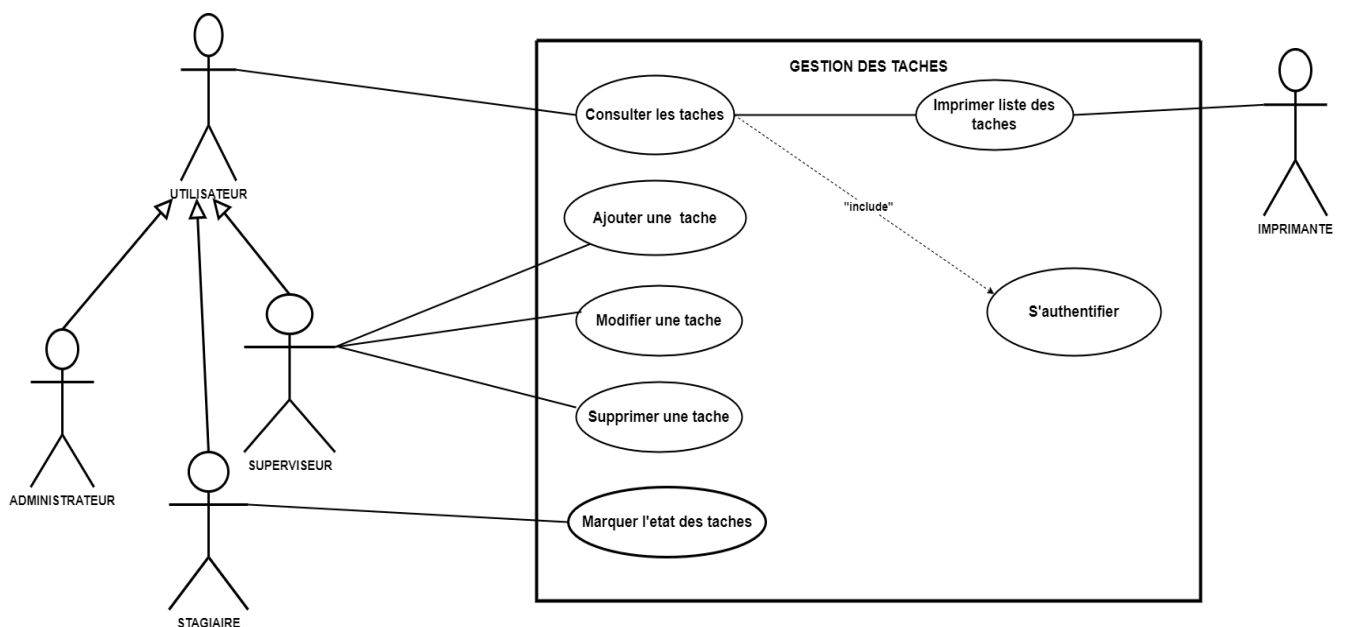 GESTION DES TACHES
Consulter les taches
Imprimer liste des
taches
UTILISATEUR
"include"
Ajouter une tache
IMPRIMANTE
S'authentifier
Modifier une tache
Supprimer une tache
SUPERVISEUR
ADMINISTRATEUR
Marquer l'etat des taches
STAGIAIRE